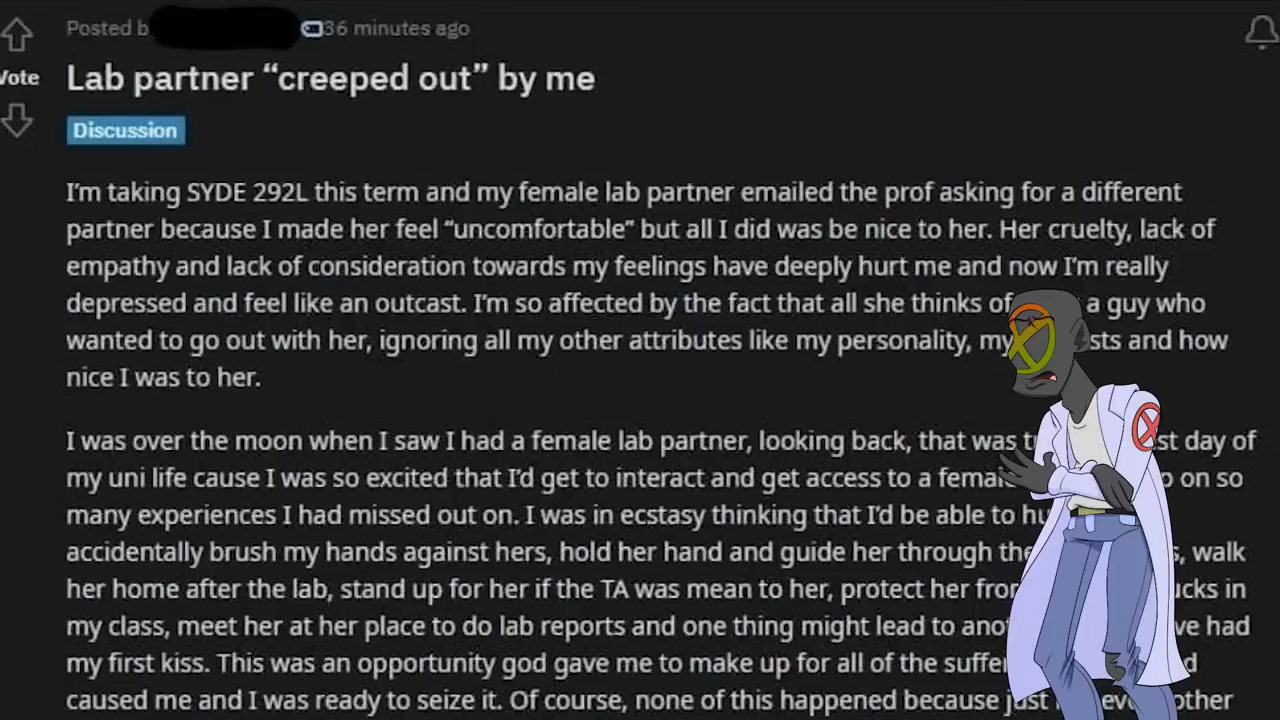 Posted b 36 minutes ago
Vote
Lab partner “creeped out” by me
Discussion
I’m taking SYDE 292L this term and my female lab partner emailed the prof asking for a different
partner because I made her feel “uncomfortable” but all I did was be nice to her. Her cruelty, lack of
empathy and lack of consideration towards my feelings have deeply hurt me and now I’m really
depressed and feel like an outcast. I’m so affected by the fact that all she thinks of a guy who
wanted to go out with her, ignoring all my other attributes like my personality, my sts and how
nice I was to her.
I was over the moon when I saw I had a female lab partner, looking back, that was st day of
my uni life cause I was so excited that I’d get to interact and get access to a on so
many experiences I had missed out on. I was in ecstasy thinking that I’d be able to
accidentally brush my hands against hers, hold her hand and guide her through the walk
her home after the lab, stand up for her if the TA was mean to her, protect her ucks in
my class, meet her at her place to do lab reports and one thing might lead to ve had
my first kiss. This was an opportunity god gave me to make up for all of the d
caused me and I was ready to seize it. Of course, none of this happened because just other